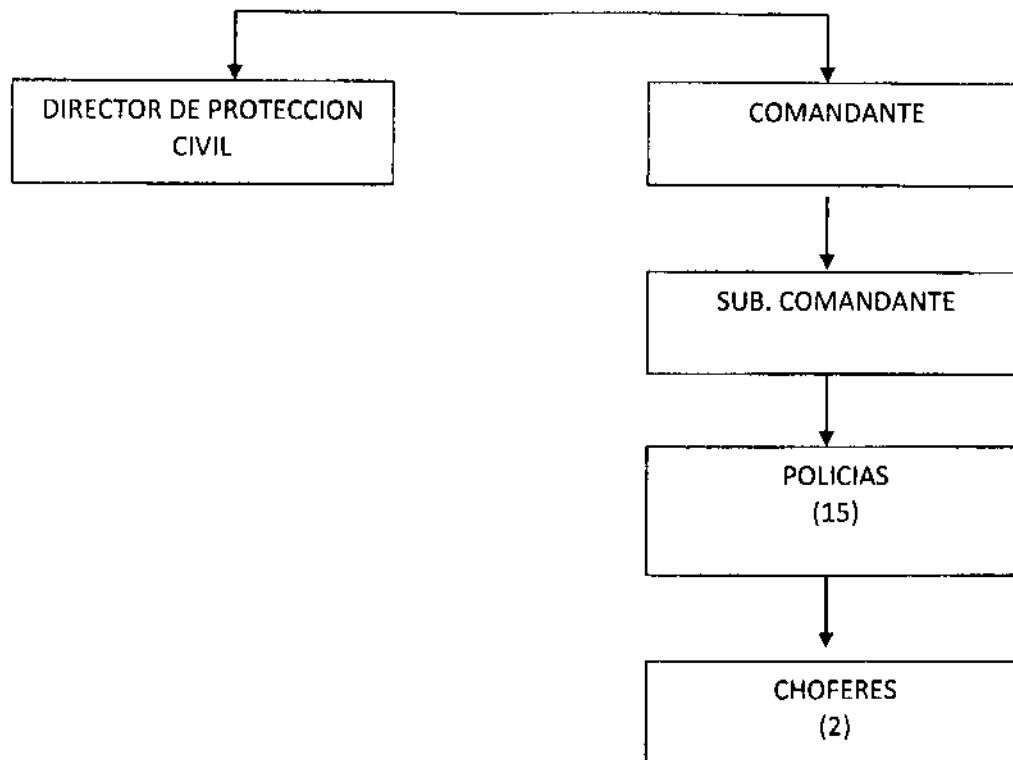 DIRECTOR DE PROTECCION
CIVIL
COMANDANTE
SUB. COMANDANTE
POLICIAS
(15)
CHOFERES
(2)